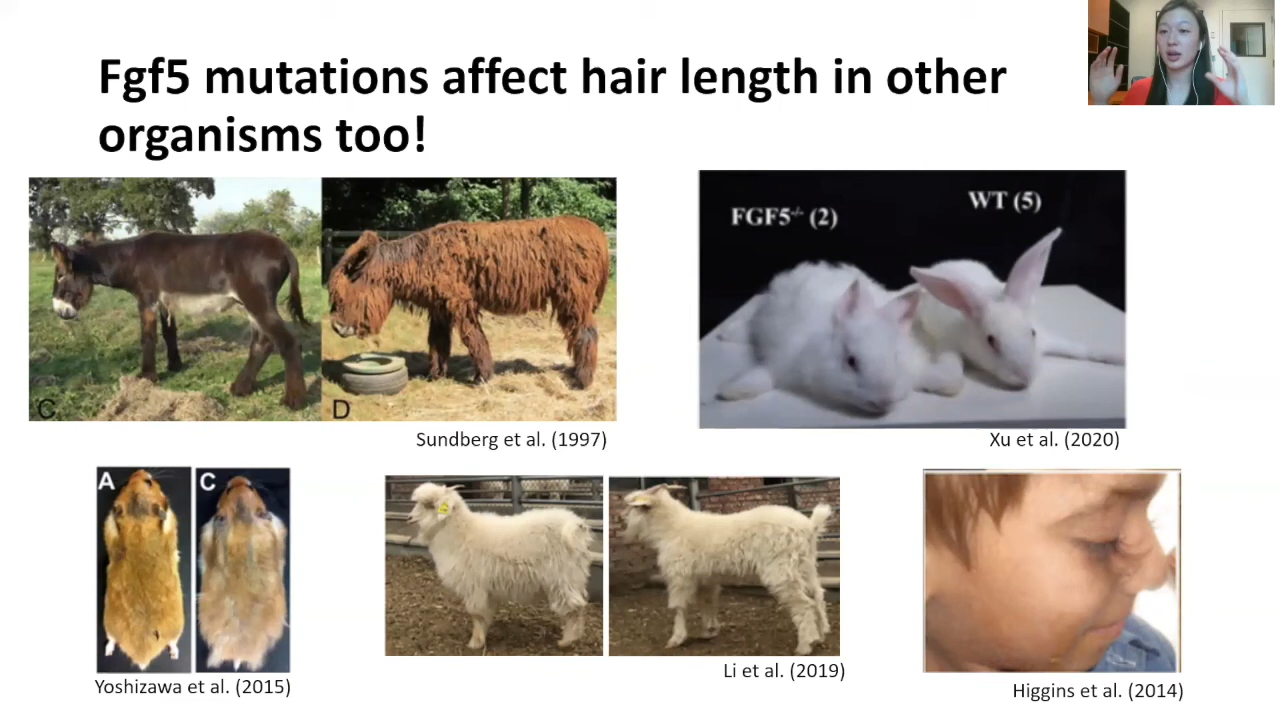 Fgf5 mutations affect hair length in other
organisms too!
C
D
Sundberg et al. (1997)
FGF5-/- (2)
WT (5)
Xu et al. (2020)
A
C
Yoshizawa et al. (2015)
Li et al. (2019)
Higgins et al. (2014)